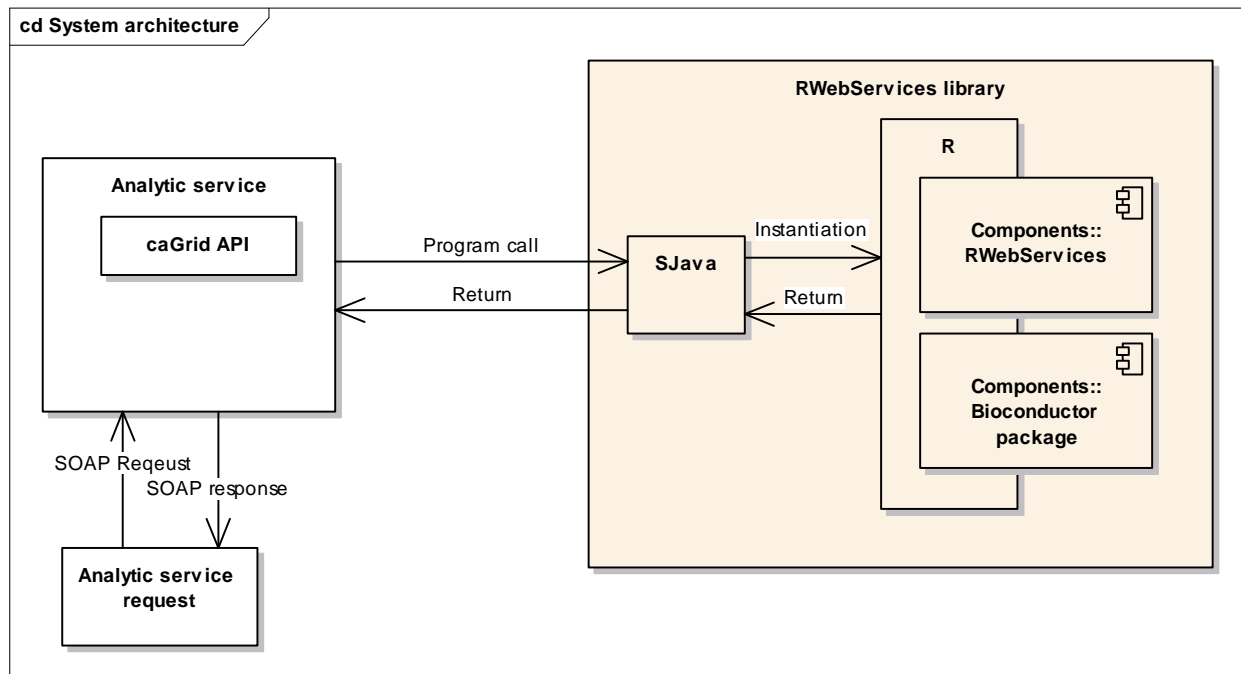 cd System architecture
RWebServices library
R
Analytic service
caGrid API
Program call
Return
SJava
Instantiation
Return
Components::
RWebServices
Components::
Bioconductor
package
SOAP Reqeust
SOAP response
Analytic service
request